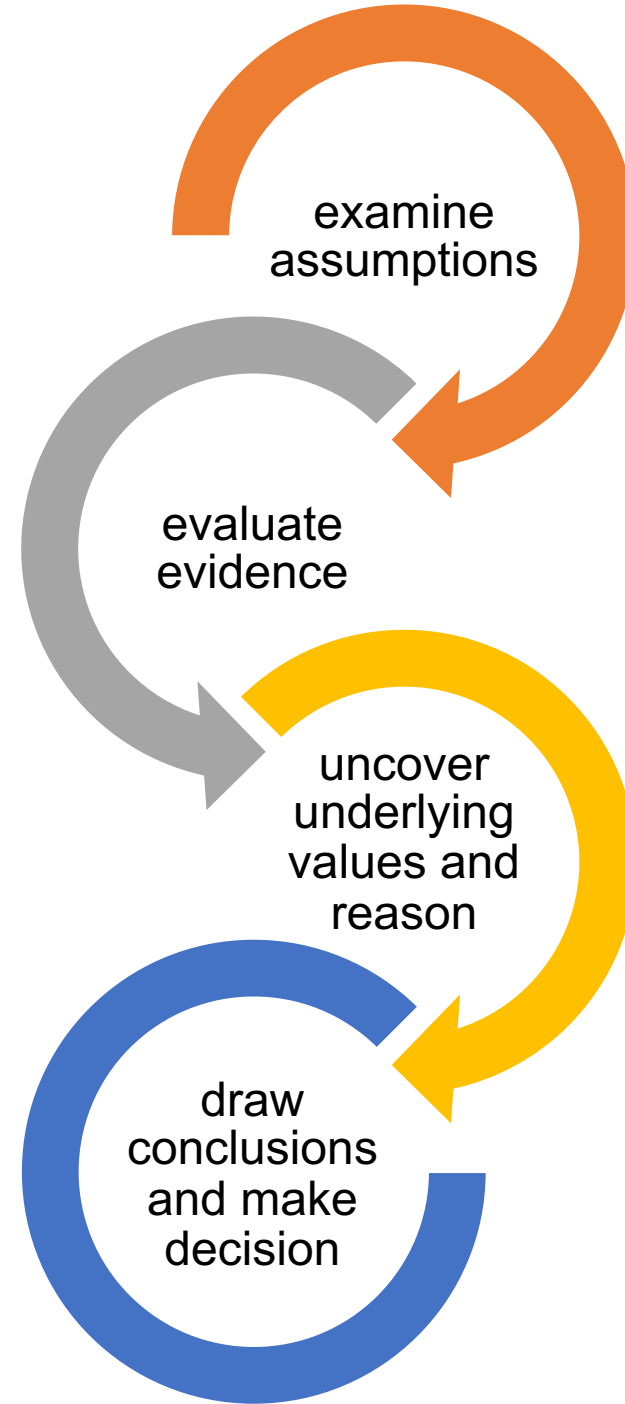 examine
assumptions
evaluate
evidence
uncover
underlying
values and
reason
draw
conclusions
and make
decision